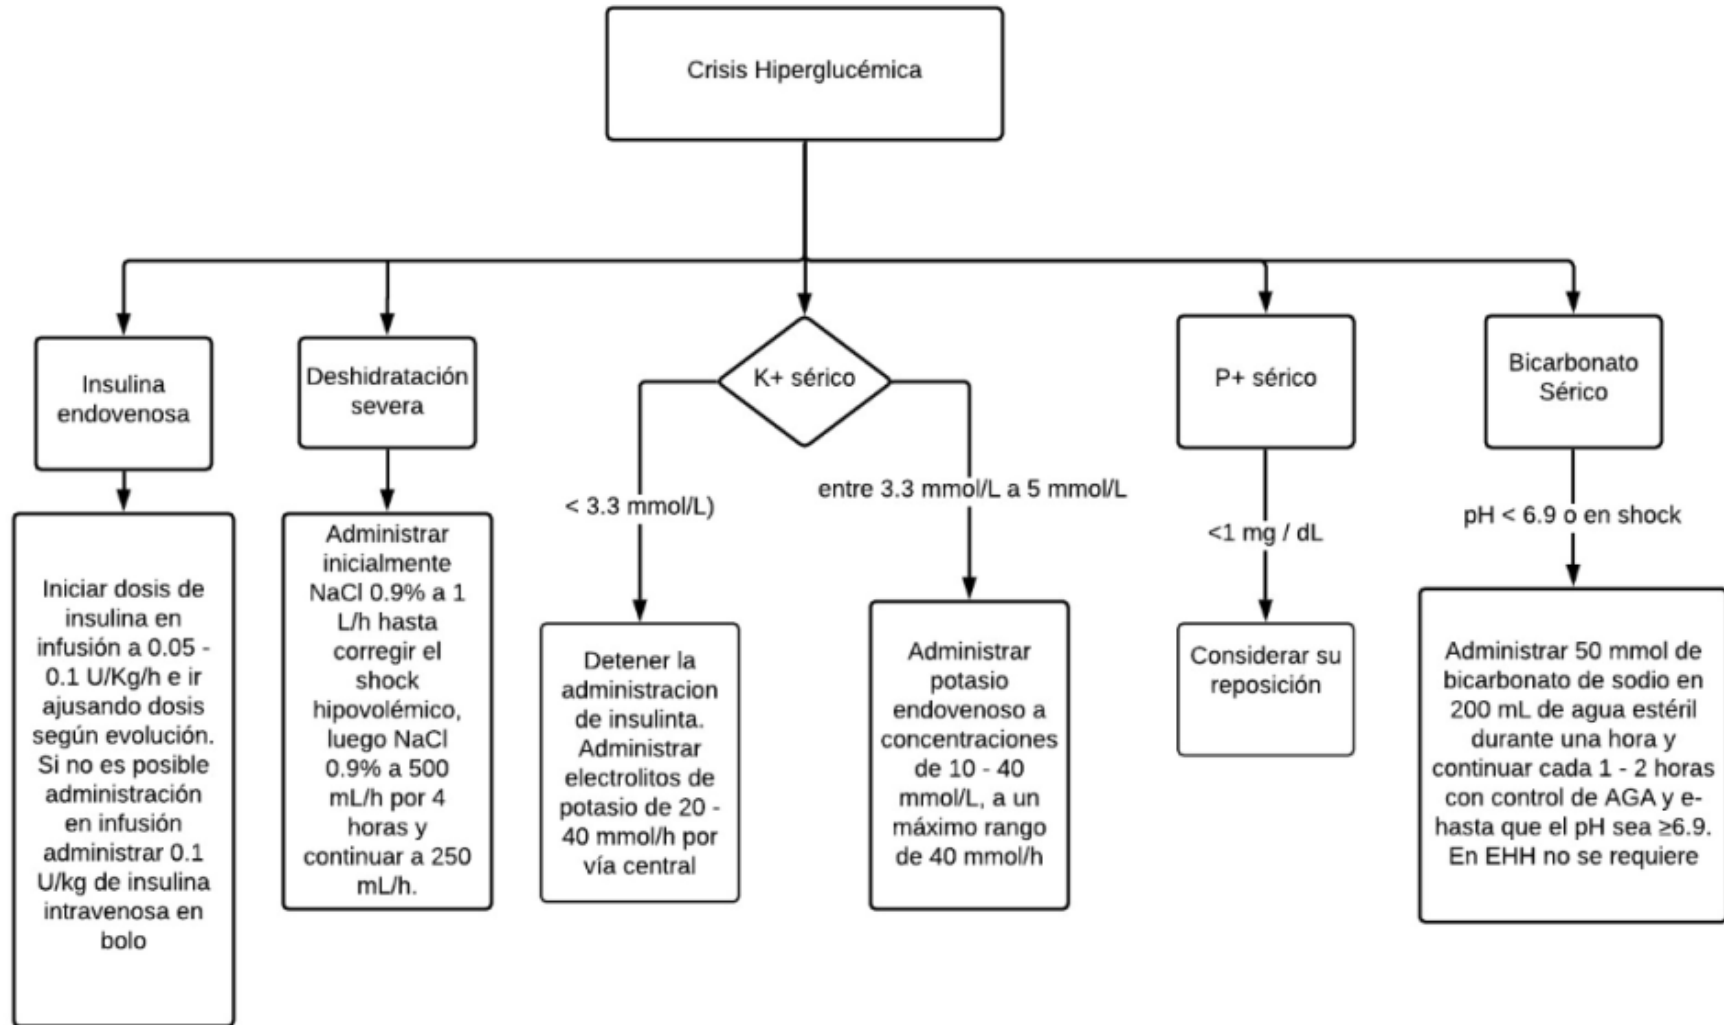 Crisis Hiperglucémica
Insulina
endovenosa
Iniciar dosis de
insulina en
infusión a 0.05 -
0.1 U/Kg/h e ir
ajusando dosis
según evolución.
Si no es posible
administración
en infusión
administrar 0.1
U/kg de insulina
intravenosa en
bolo
Deshidratación
severa
Administrar
inicialmente
NaCl 0.9% a 1
L/h hasta
corregir el
shock
hipovolémico,
luego NaCl
0.9% a 500
mL/h por 4
horas y
continuar a 250
mL/h.
K+ sérico
< 3.3 mmol/L)
Detener la
administracion
de insulinta.
Administrar
electrolitos de
potasio de 20 -
40 mmol/h por
vía central
entre 3.3 mmol/L a 5 mmol/L
Administrar
potasio
endovenoso a
concentraciones
de 10 - 40
mmol/L, a un
máximo rango
de 40 mmol/h
P+ sérico
<1 mg / dL
Considerar su
reposición
Bicarbonato
Sérico
pH < 6.9 o en shock
Administrar 50 mmol de
bicarbonato de sodio en
200 mL de agua estéril
durante una hora y
continuar cada 1 - 2 horas
con control de AGA y e-
hasta que el pH sea ≥6.9.
En EHH no se requiere